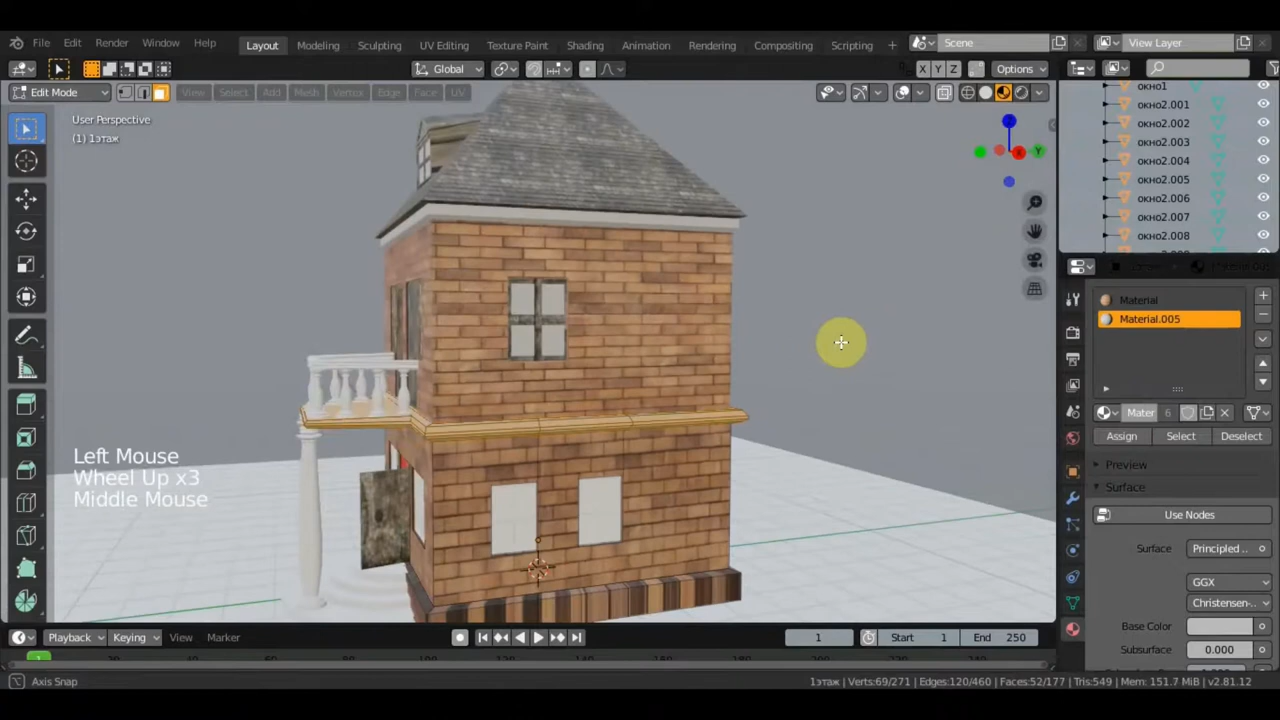 File Edit Render Window Help
Layout Modeling Sculpting UV Editing Texture Paint Shading Animation Rendering Compositing Scripting + Scene View Layer
Global X Y Z Options
Edit Mode View Select Add Mesh Vertex Edge Face UV
User Perspective
(1) 1этаж
Z
X Y
окно1
окно2.001
окно2.002
окно2.003
окно2.004
окно2.005
окно2.006
окно2.007
окно2.008
Material
Material.005
Mater 6
Assign Select Deselect
Preview
Surface
Use Nodes
Surface Principled ..
GGX
Christensen-..
Base Color
Subsurface 0.000
Left Mouse
Wheel Up x3
Middle Mouse
Playback Keying View Marker 1 Start 1 End 250
1
Axis Snap
1этаж | Verts:69/271 | Edges:120/460 | Faces:52/177 | Tris:549 | Mem: 151.7 MiB | v2.81.12